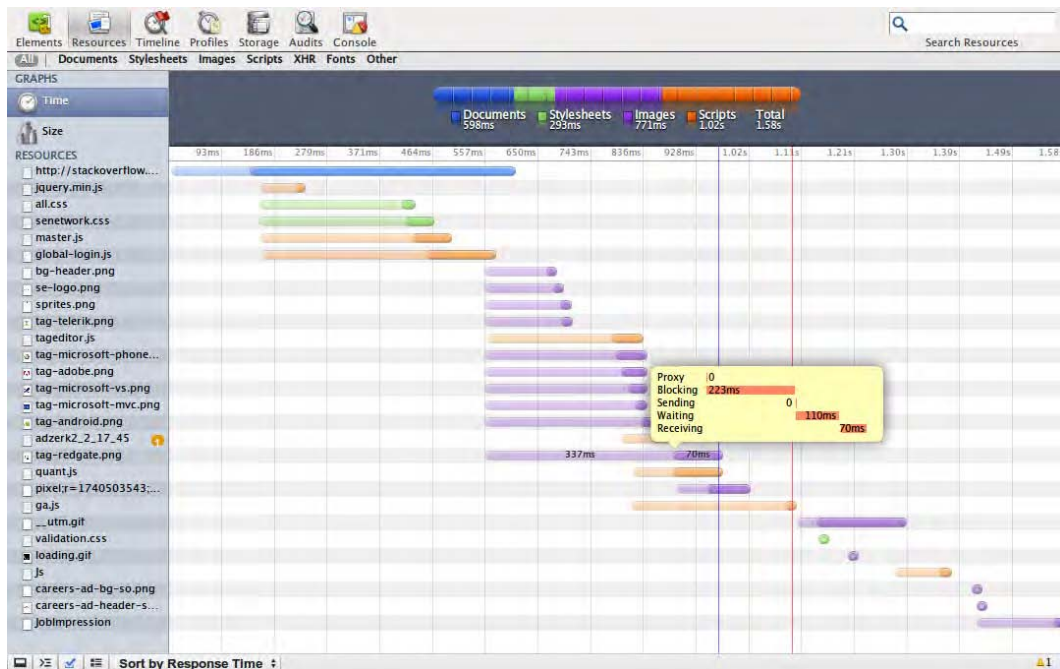 Elements Resources Timeline Profiles Storage Audits Console
Search Resources
All Documents Stylesheets Images Scripts XHR Fonts Other
GRAPHS
Time
Size
Documents 598ms
Stylesheets 293ms
Images 771ms
Scripts 1.02s
Total 1.58s
RESOURCES
93ms 186ms 279ms 371ms 464ms 557ms 650ms 743ms 836ms 928ms 1.02s 1.11s 1.21s 1.30s 1.39s 1.49s 1.58
http://stackoverflow....
jquery.min.js
all.css
senetwork.css
master.js
global-login.js
bg-header.png
se-logo.png
sprites.png
tag-telerik.png
tageditor.js
tag-microsoft-phone...
tag-adobe.png
tag-microsoft-vs.png
tag-microsoft-mvc.png
tag-android.png
adzerk2_2_17_45
tag-redgate.png 337ms 70ms
Proxy 0
Blocking 223ms
Sending 0
Waiting 110ms
Receiving 70ms
quant.js
pixel;r=1740503543;...
ga.js
__utm.gif
validation.css
loading.gif
js
careers-ad-bg-so.png
careers-ad-header-s...
JobImpression
Sort by Response Time
1